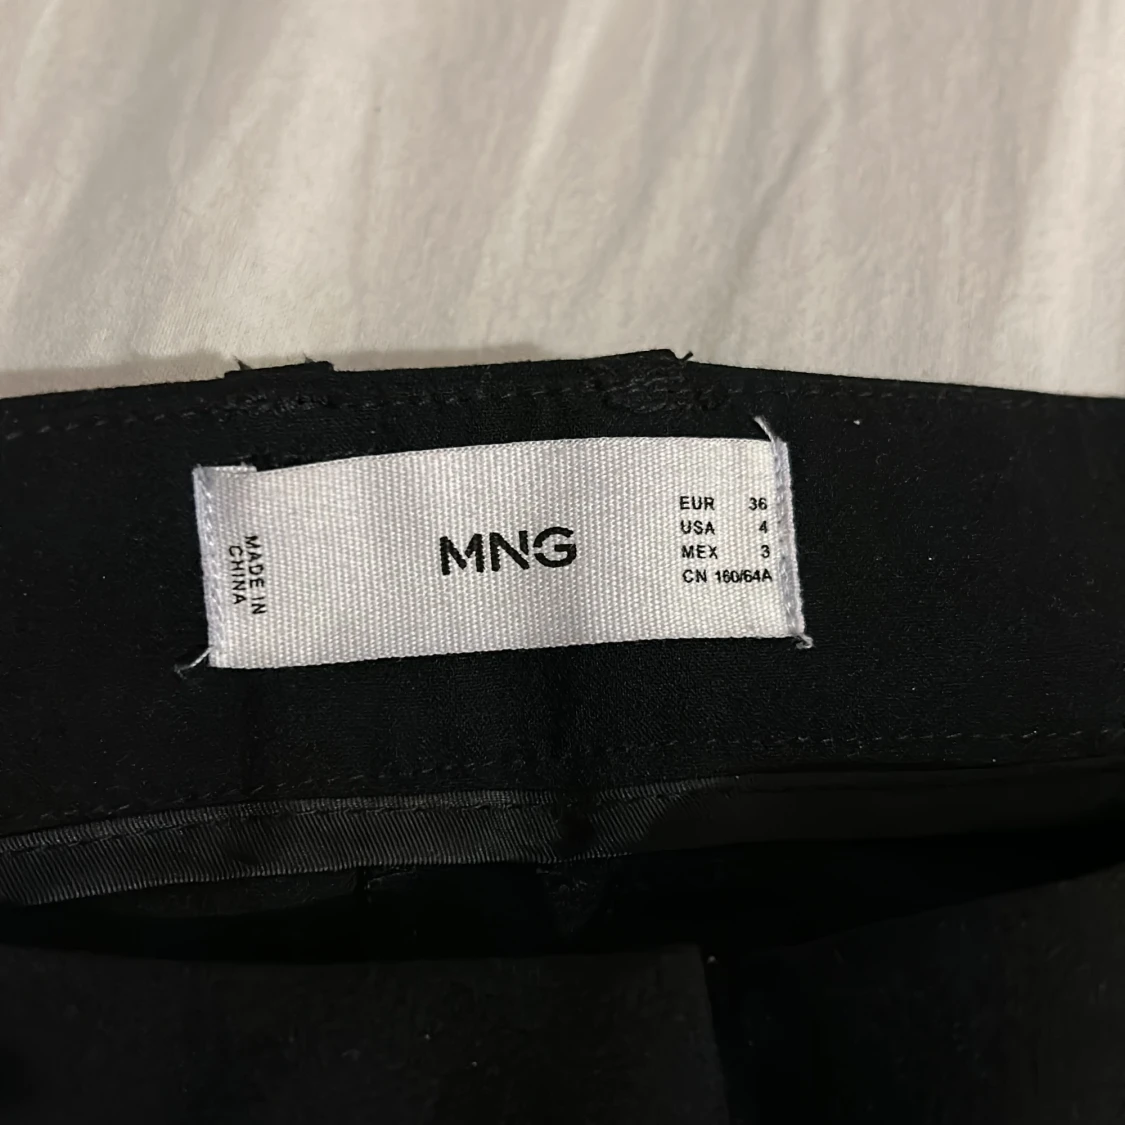 MADE IN
CHINA
MNG
EUR 36
USA 4
MEX 3
CN 160/64A